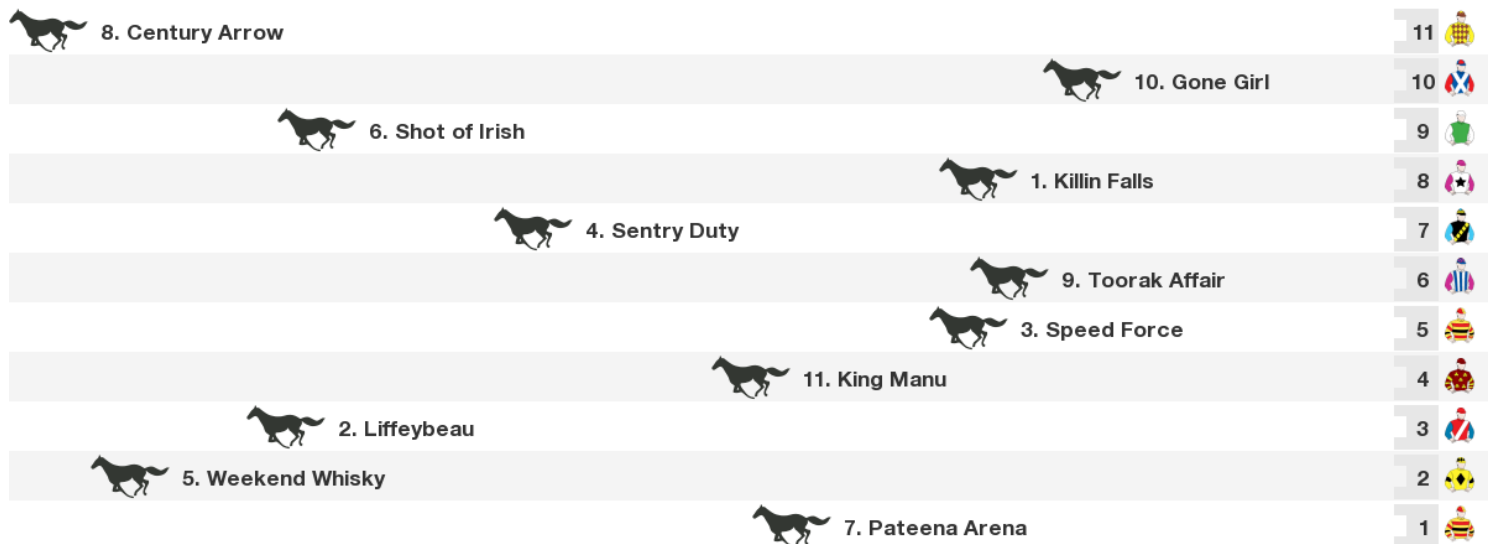 8. Century Arrow 11
10. Gone Girl 10
6. Shot of Irish 9
1. Killin Falls 8
4. Sentry Duty 7
9. Toorak Affair 6
3. Speed Force 5
11. King Manu 4
2. Liffeybeau 3
5. Weekend Whisky 2
7. Pateena Arena 1